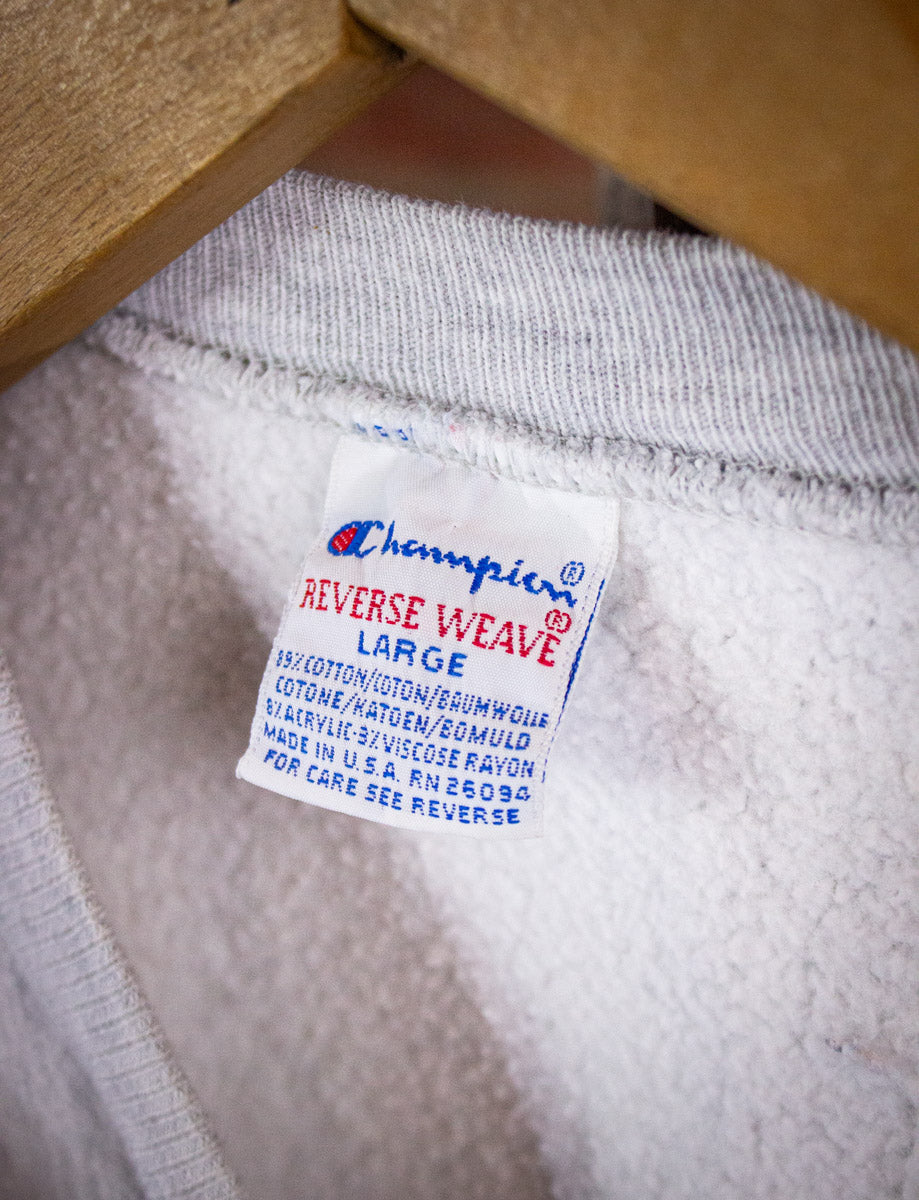 Champion®
REVERSE WEAVE®
LARGE
89% COTTON/COTON/BAUMWOLLE
COTONE/KATOEN/BOMULD
8% ACRYLIC-3% VISCOSE RAYON
MADE IN U.S.A. RN 26094
FOR CARE SEE REVERSE